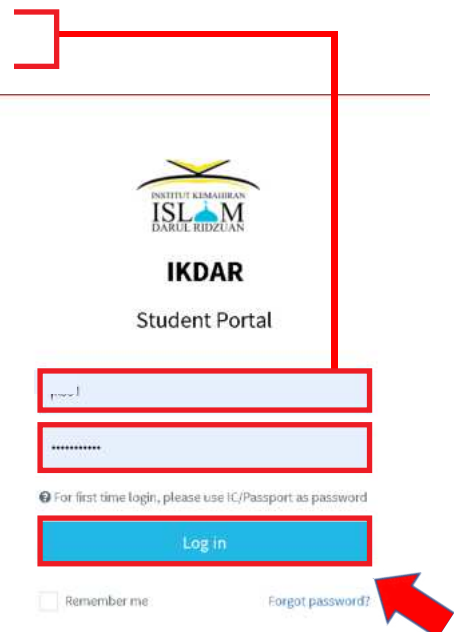 INSTITUT KEMAHIRAN
ISLAM
DARUL RIDZUAN
IKDAR
Student Portal
•••••••••••
For first time login, please use IC/Passport as password
Log in
Remember me
Forgot password?